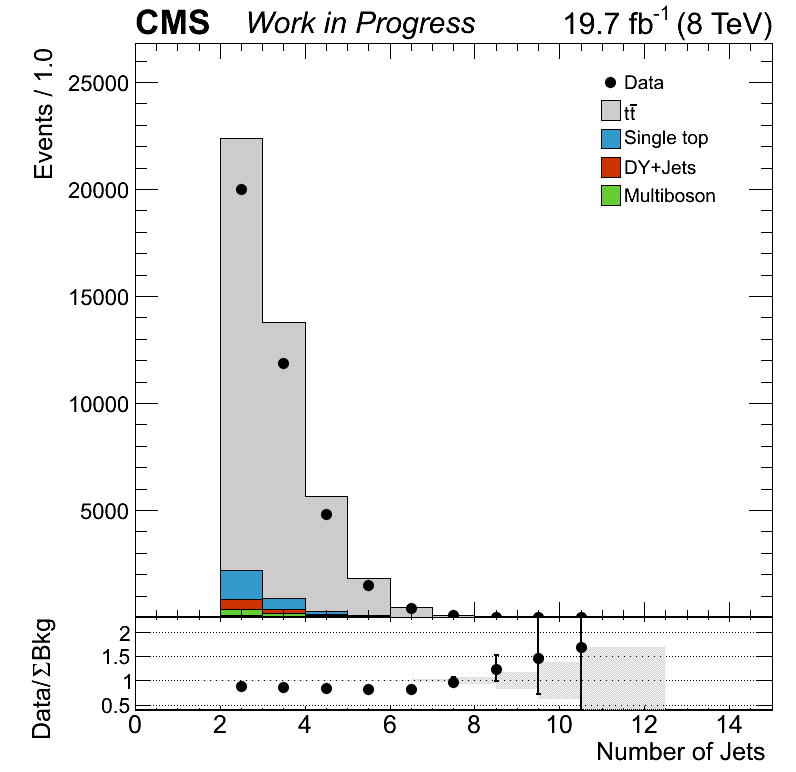 CMS Work in Progress 19.7 fb⁻¹ (8 TeV)
Events / 1.0
25000
20000
15000
10000
5000
Data
tt̄
Single top
DY+Jets
Multiboson
Data/ΣBkg
2
1.5
1
0.5
0 2 4 6 8 10 12 14
Number of Jets